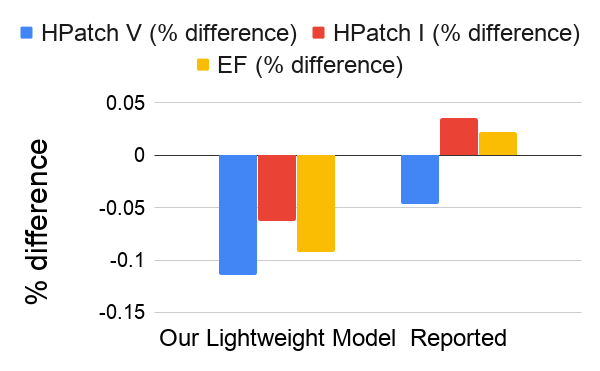 HPatch V (% difference) HPatch I (% difference)
EF (% difference)
% difference
0.05
0
-0.05
-0.1
-0.15
Our Lightweight Model Reported